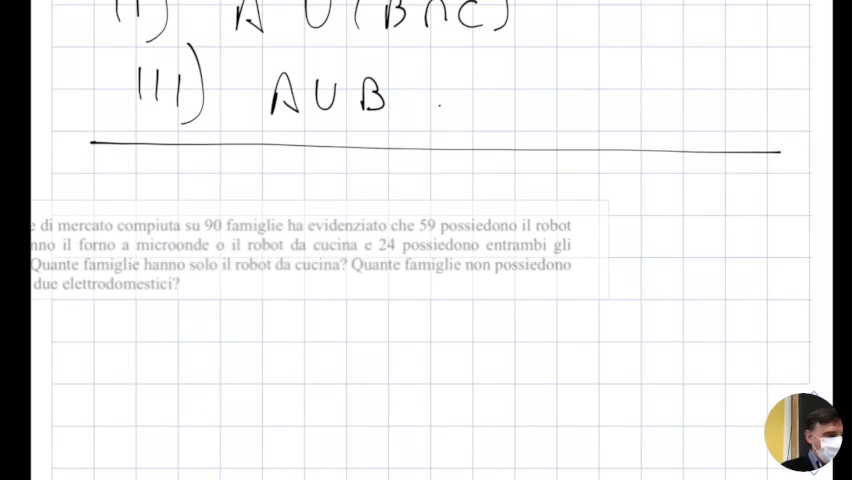 II) A U (B ∩ C)
III) A U B .
e di mercato compiuta su 90 famiglie ha evidenziato che 59 possiedono il robot
nno il forno a microonde o il robot da cucina e 24 possiedono entrambi gli
Quante famiglie hanno solo il robot da cucina? Quante famiglie non possiedono
due elettrodomestici?